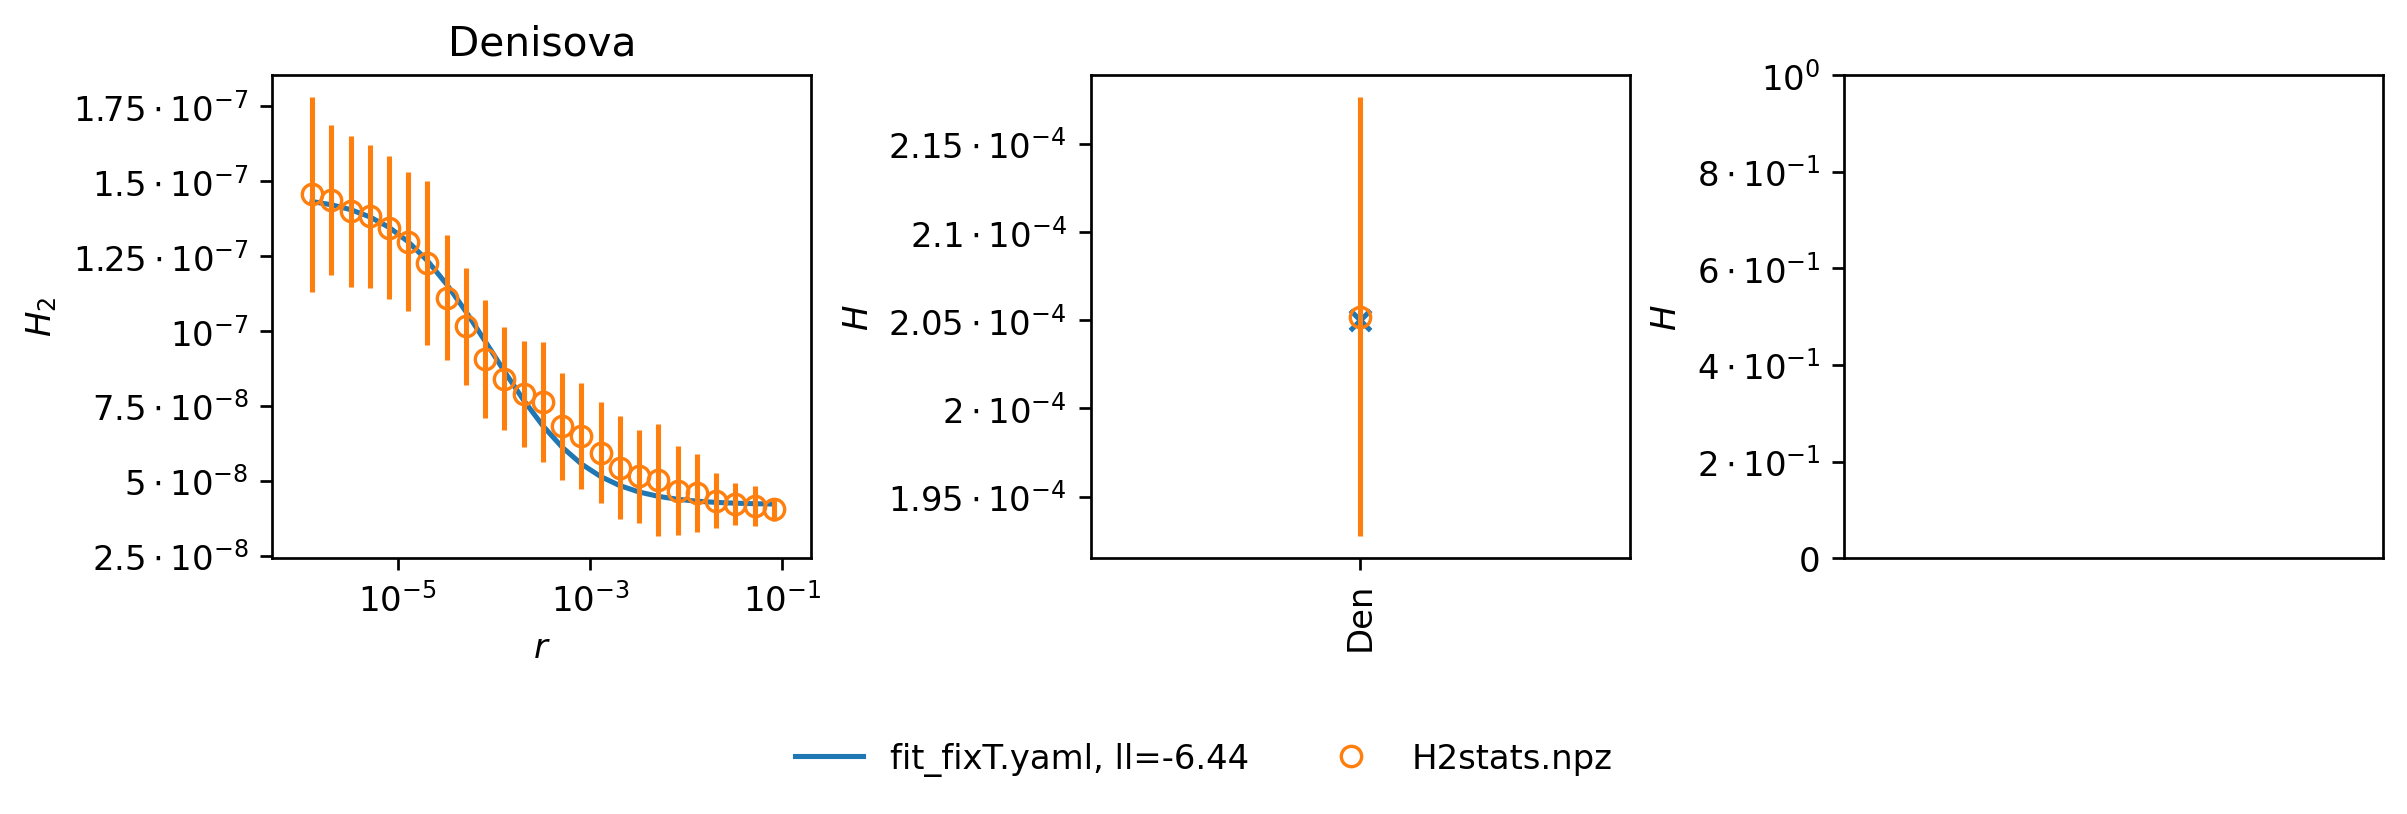 Denisova
H₂
1.75 · 10⁻⁷
1.5 · 10⁻⁷
1.25 · 10⁻⁷
10⁻⁷
7.5 · 10⁻⁸
5 · 10⁻⁸
2.5 · 10⁻⁸
10⁻⁵ 10⁻³ 10⁻¹
r
H
2.15 · 10⁻⁴
2.1 · 10⁻⁴
2.05 · 10⁻⁴
2 · 10⁻⁴
1.95 · 10⁻⁴
Den
H
10⁰
8 · 10⁻¹
6 · 10⁻¹
4 · 10⁻¹
2 · 10⁻¹
0
fit_fixT.yaml, ll=-6.44 H2stats.npz